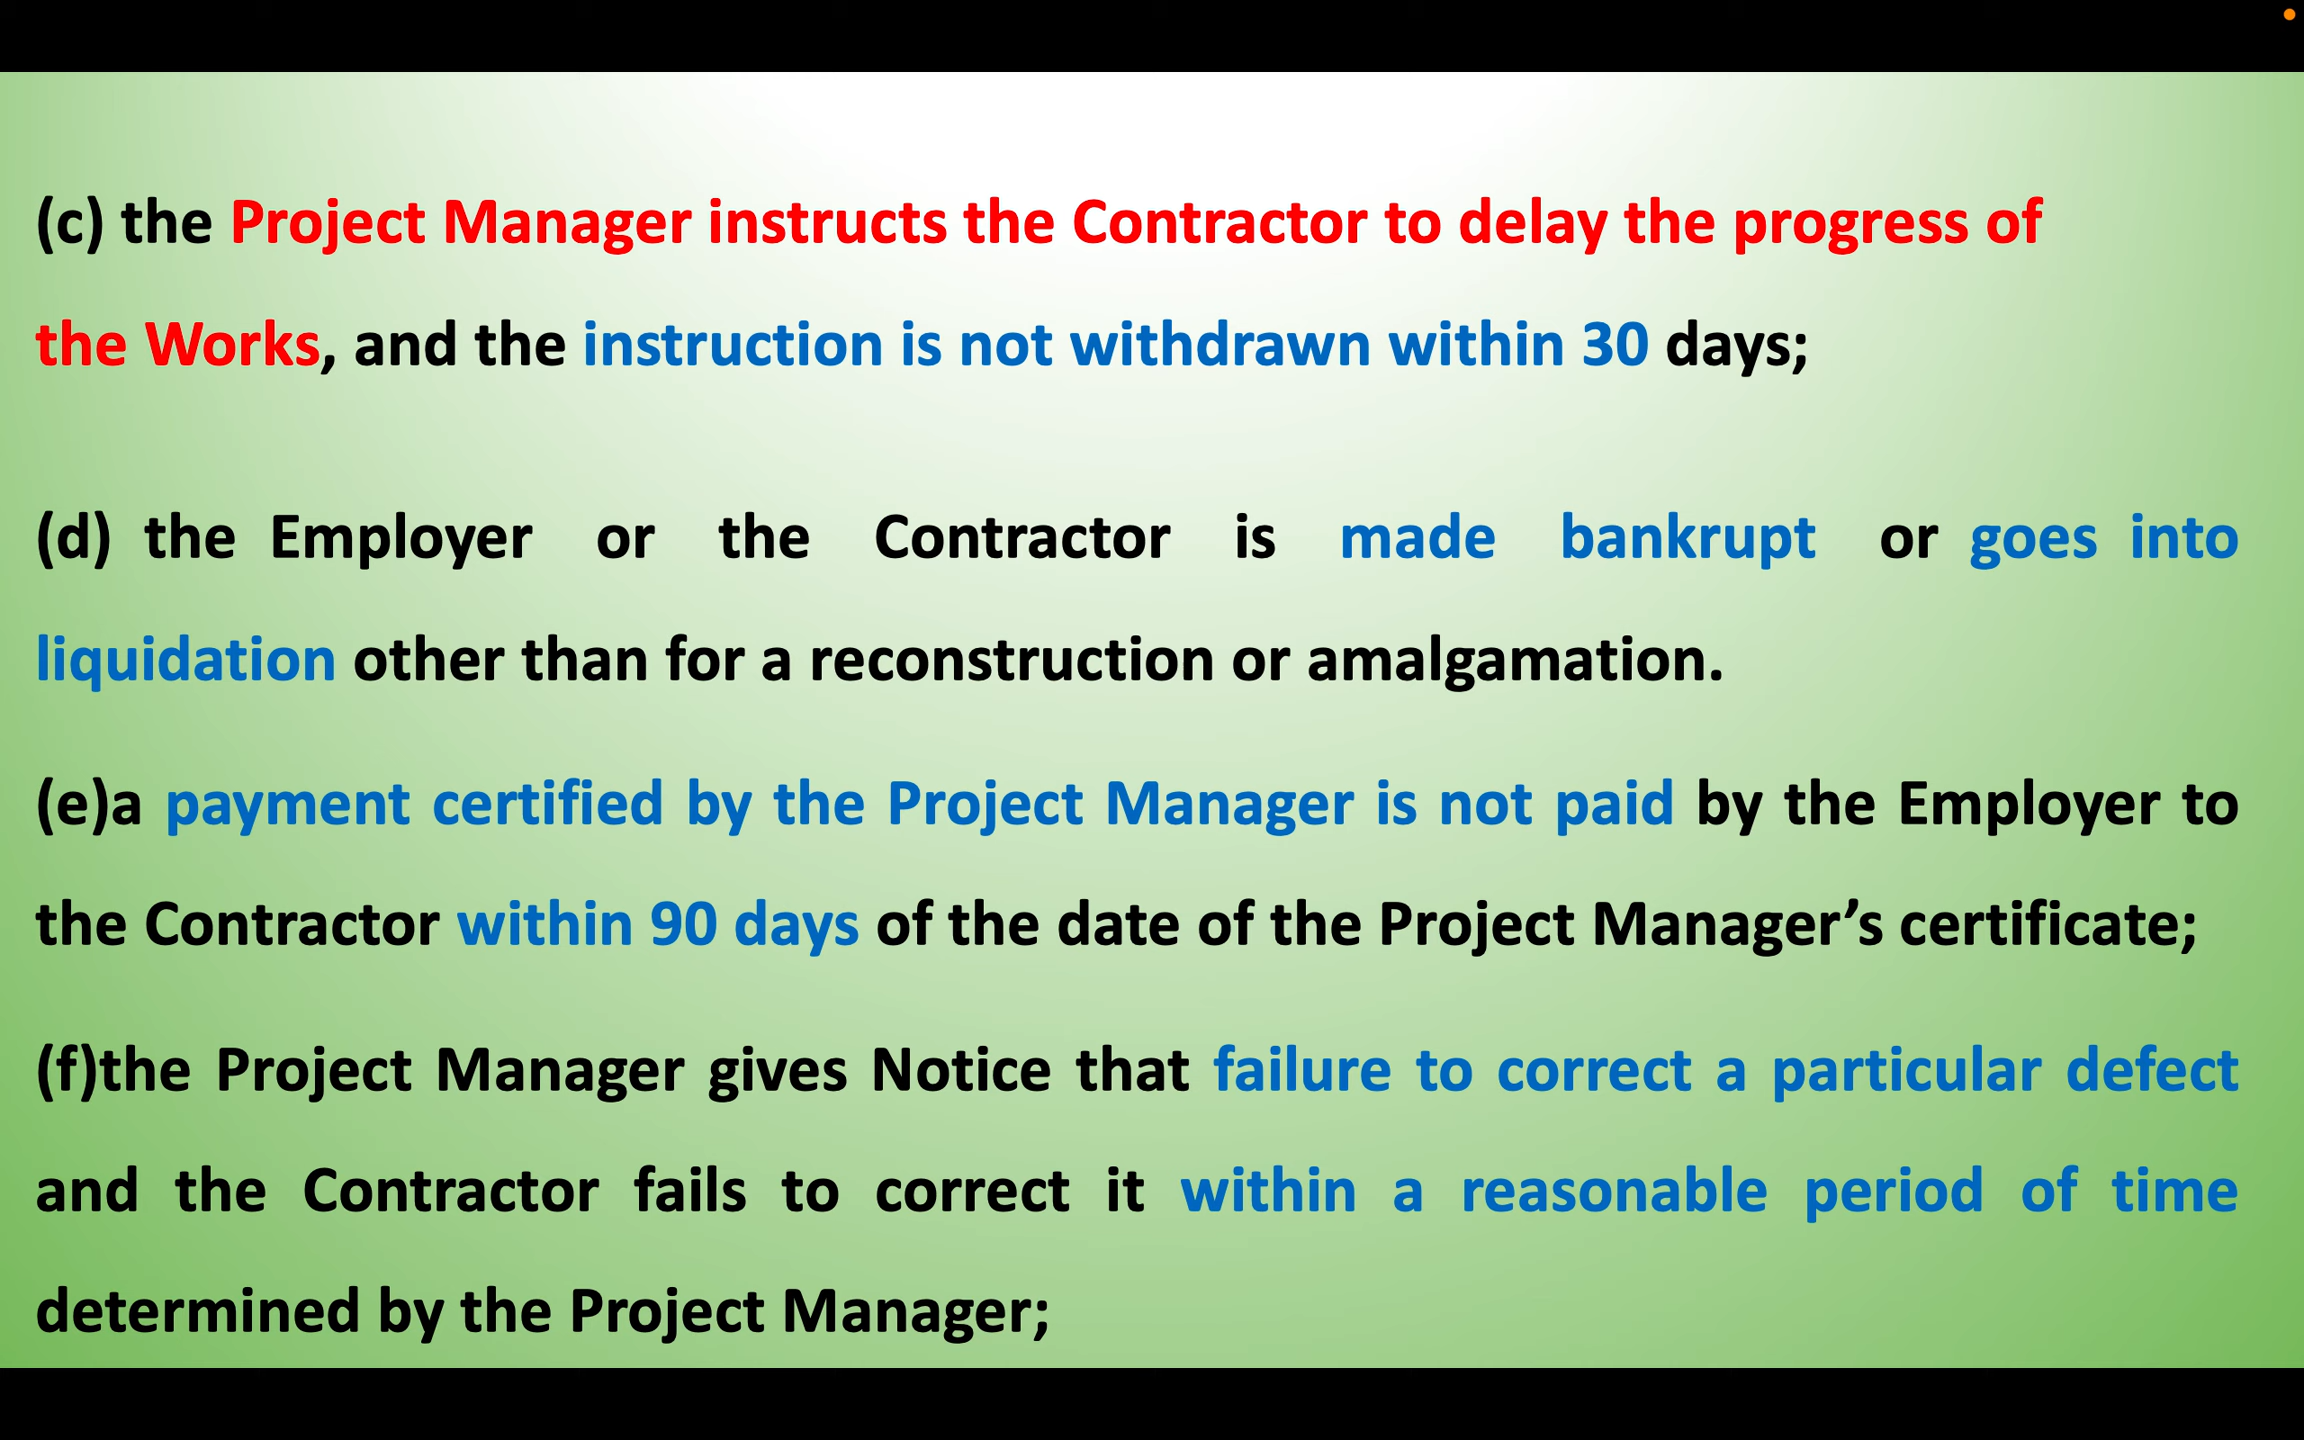 (c) the Project Manager instructs the Contractor to delay the progress of
the Works, and the instruction is not withdrawn within 30 days;
(d) the Employer or the Contractor is made bankrupt or goes into
liquidation other than for a reconstruction or amalgamation.
(e)a payment certified by the Project Manager is not paid by the Employer to
the Contractor within 90 days of the date of the Project Manager’s certificate;
(f)the Project Manager gives Notice that failure to correct a particular defect
and the Contractor fails to correct it within a reasonable period of time
determined by the Project Manager;